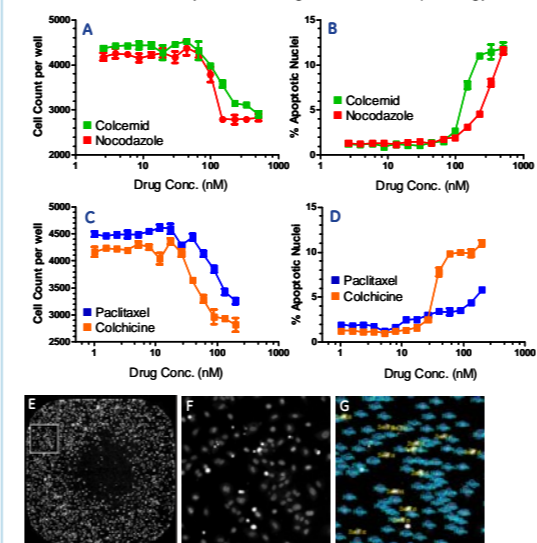 A
5000
4000
3000
2000
Cell Count per well
Colcemid
Nocodazole
1
10
100
1000
Drug Conc. (nM)
B
15
10
5
0
% Apoptotic Nuclei
Colcemid
Nocodazole
1
10
100
1000
Drug Conc. (nM)
C
5000
4500
4000
3500
3000
2500
Cell Count per well
Paclitaxel
Colchicine
1
10
100
1000
Drug Conc. (nM)
D
15
10
5
0
% Apoptotic Nuclei
Paclitaxel
Colchicine
1
10
100
1000
Drug Conc. (nM)
E
F
G